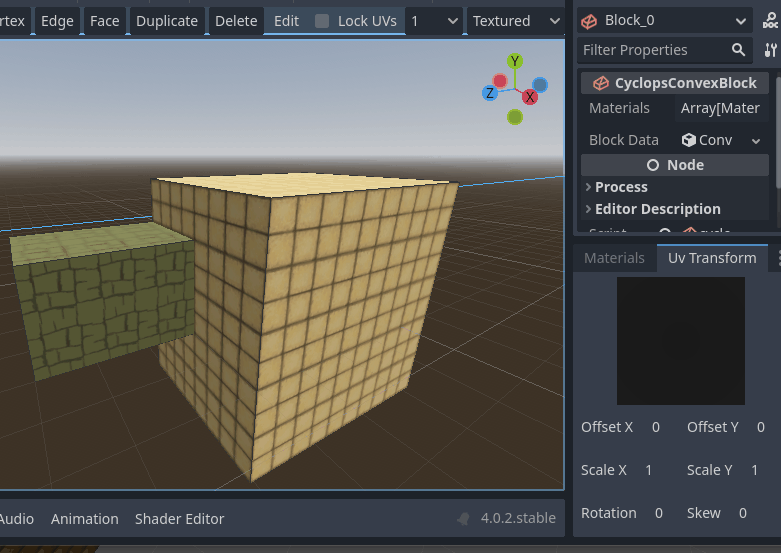 rtex Edge Face Duplicate Delete Edit Lock UVs 1 Textured
Y
Z
X
Audio Animation Shader Editor 4.0.2.stable
Block_0
Filter Properties
CyclopsConvexBlock
Materials Array[Mater
Block Data Conv
Node
Process
Editor Description
Materials Uv Transform
Offset X 0 Offset Y 0
Scale X 1 Scale Y 1
Rotation 0 Skew 0